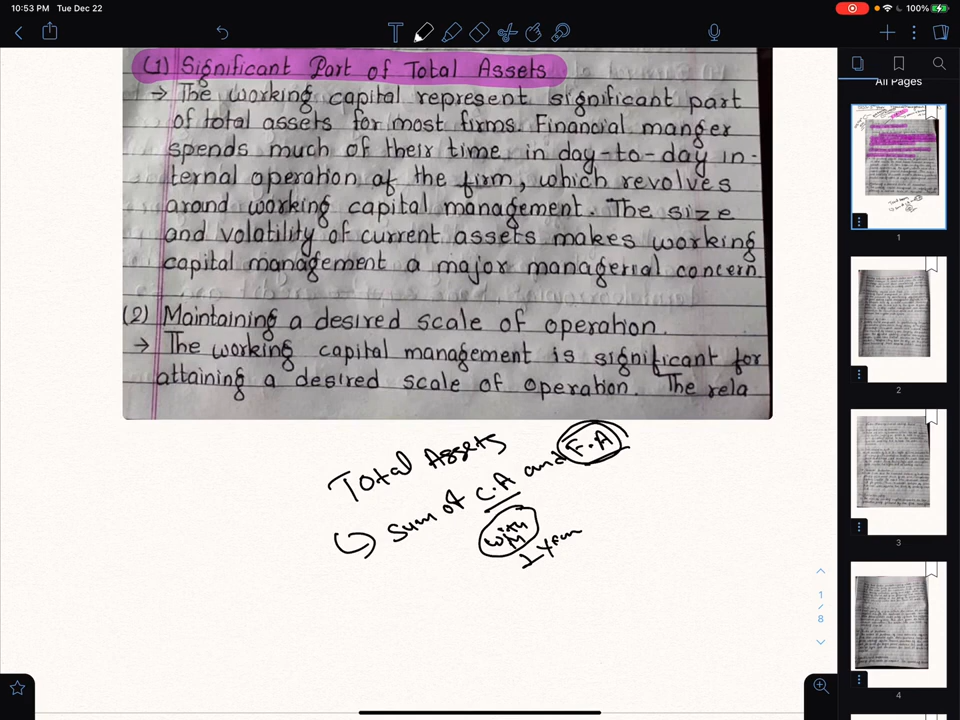 10:53 PM Tue Dec 22
100%
All Pages
(1) Significant Part of Total Assets
→ The working capital represent significant part
of total assets for most firms. Financial manger
spends much of their time in day-to-day in-
ternal operation of the firm, which revolves
around working capital management. The size
and volatility of current assets makes working
capital management a major managerial concern
(2) Maintaining a desired scale of operation.
→ The working capital management is significant for
attaining a desired scale of operation. The rela
Total Assets
↳ sum of C.A and F.A
with
1 year
1
/
8
1
2
3
4